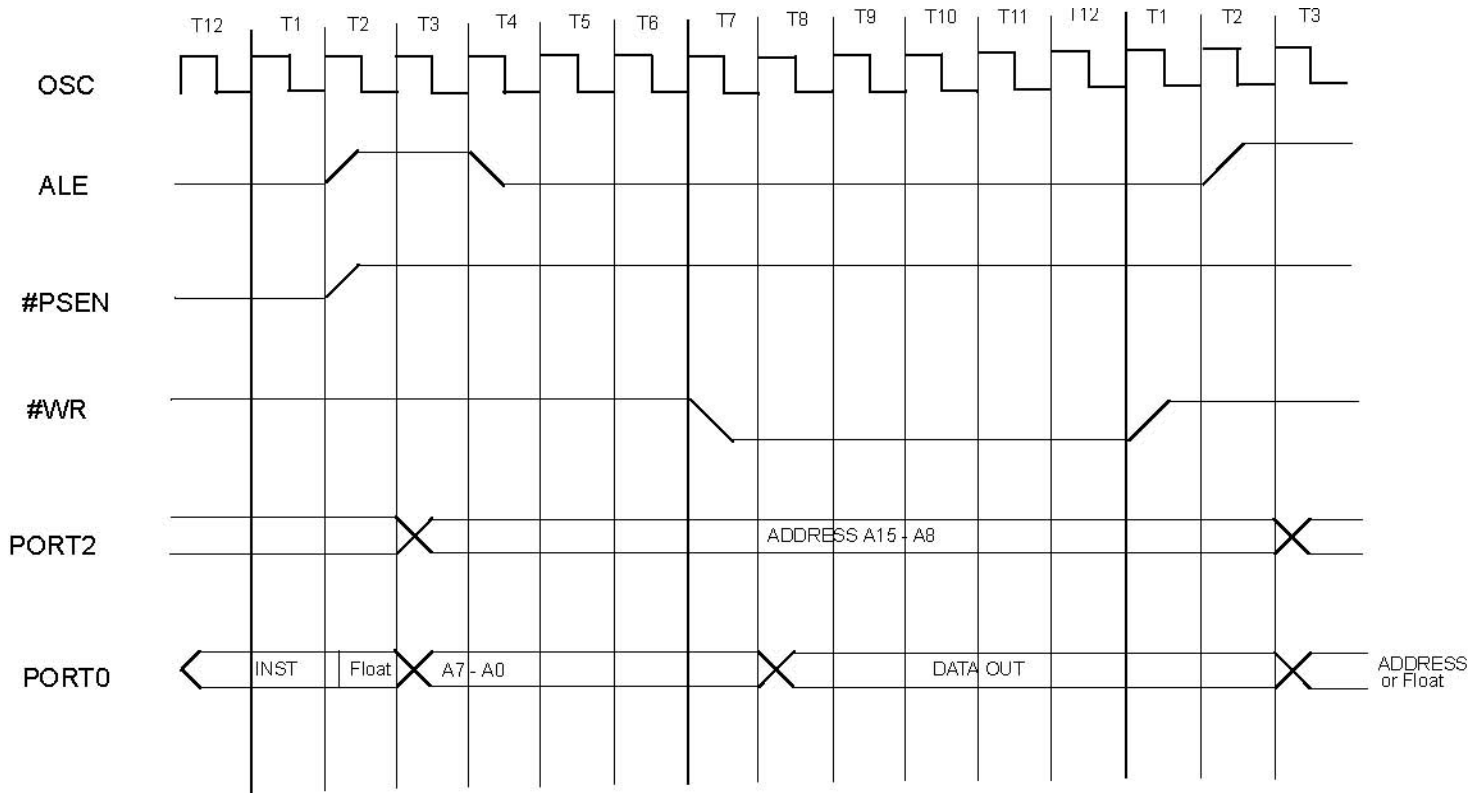 T12 T1 T2 T3 T4 T5 T6 T7 T8 T9 T10 T11 T12 T1 T2 T3
OSC
ALE
#PSEN
#WR
PORT2 ADDRESS A15 - A8
PORT0 INST Float A7 - A0 DATA OUT ADDRESS
or Float